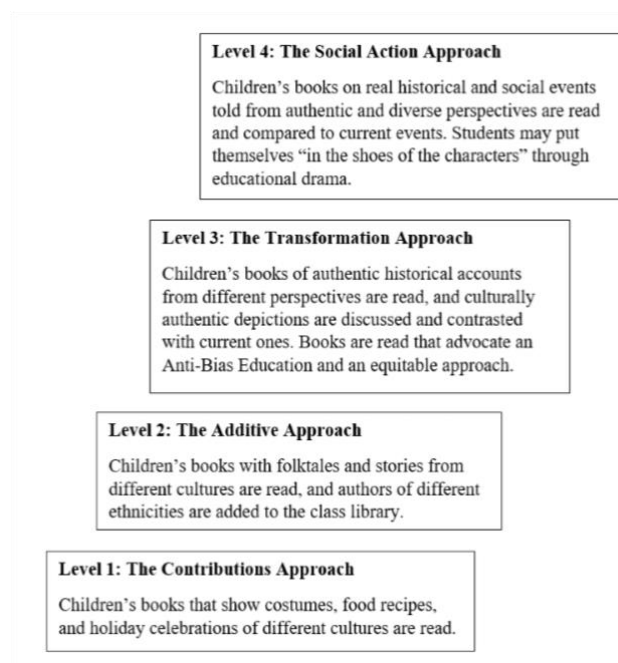 Level 4: The Social Action Approach
Children’s books on real historical and social events
told from authentic and diverse perspectives are read
and compared to current events. Students may put
themselves “in the shoes of the characters” through
educational drama.
Level 3: The Transformation Approach
Children’s books of authentic historical accounts
from different perspectives are read, and culturally
authentic depictions are discussed and contrasted
with current ones. Books are read that advocate an
Anti-Bias Education and an equitable approach.
Level 2: The Additive Approach
Children’s books with folktales and stories from
different cultures are read, and authors of different
ethnicities are added to the class library.
Level 1: The Contributions Approach
Children’s books that show costumes, food recipes,
and holiday celebrations of different cultures are read.